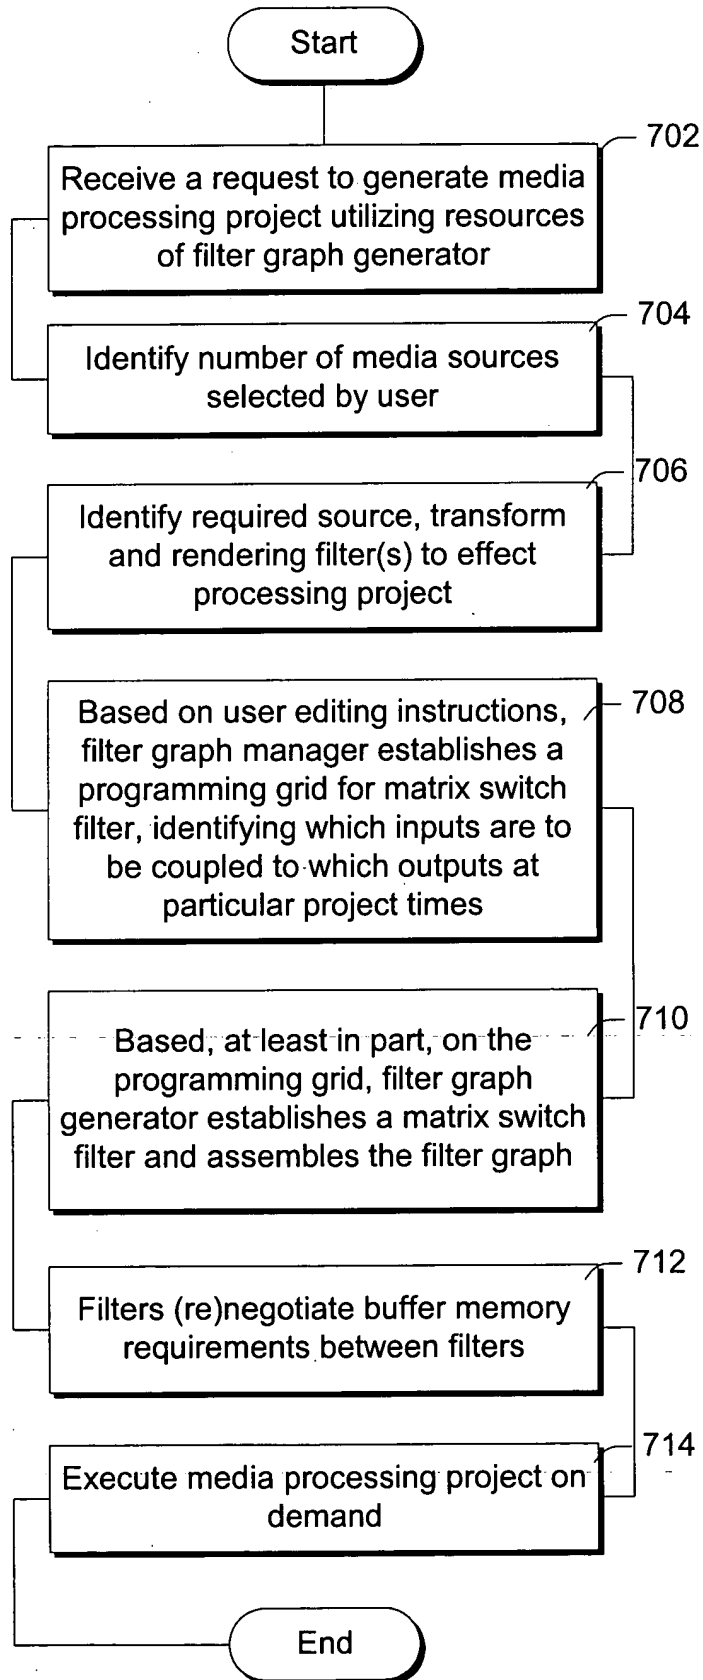 Start
702
Receive a request to generate media
processing project utilizing resources
of filter graph generator
704
Identify number of media sources
selected by user
706
Identify required source, transform
and rendering filter(s) to effect
processing project
708
Based on user editing instructions,
filter graph manager establishes a
programming grid for matrix switch
filter, identifying which inputs are to
be coupled to which outputs at
particular project times
710
Based, at least in part, on the
programming grid, filter graph
generator establishes a matrix switch
filter and assembles the filter graph
712
Filters (re)negotiate buffer memory
requirements between filters
714
Execute media processing project on
demand
End